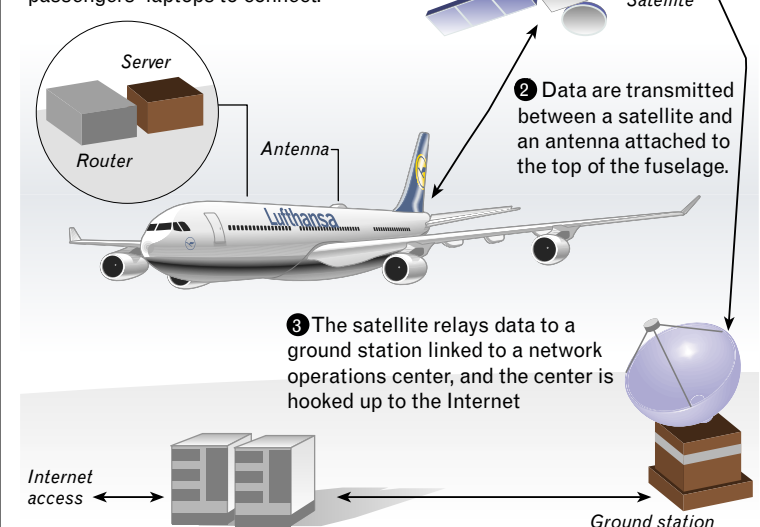 passengers' laptops to connect.
Satellite
Server
Router
Antenna
❷ Data are transmitted
between a satellite and
an antenna attached to
the top of the fuselage.
Lufthansa
❸ The satellite relays data to a
ground station linked to a network
operations center, and the center is
hooked up to the Internet
Internet
access
Ground station